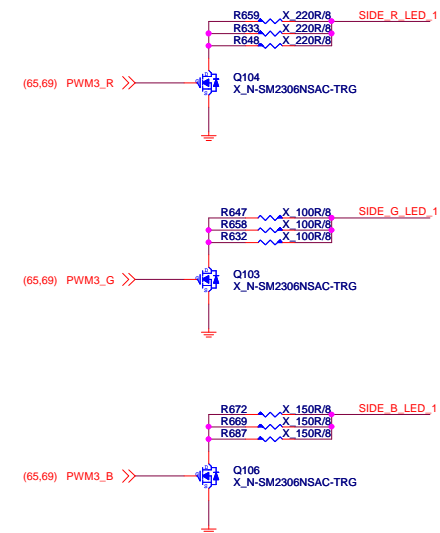 R659 X_220R/8 SIDE_R_LED_1
R633 X_220R/8
R648 X_220R/8
Q104
(65,69) PWM3_R
X_N-SM2306NSAC-TRG
R647 X_100R/8 SIDE_G_LED_1
R658 X_100R/8
R632 X_100R/8
Q103
(65,69) PWM3_G
X_N-SM2306NSAC-TRG
R672 X_150R/8 SIDE_B_LED_1
R669 X_150R/8
R687 X_150R/8
Q106
(65,69) PWM3_B
X_N-SM2306NSAC-TRG